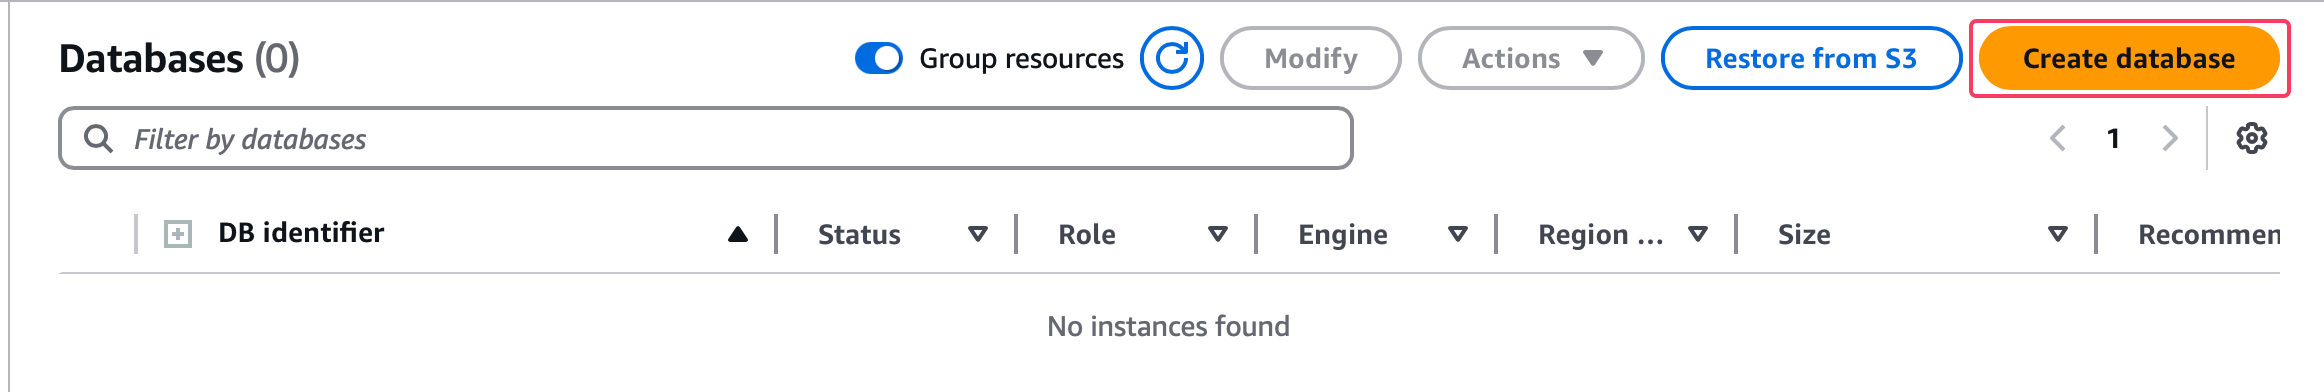 Databases (0)
Group resources
Modify
Actions
Restore from S3
Create database
Filter by databases
1
DB identifier
Status
Role
Engine
Region ...
Size
Recommen
No instances found